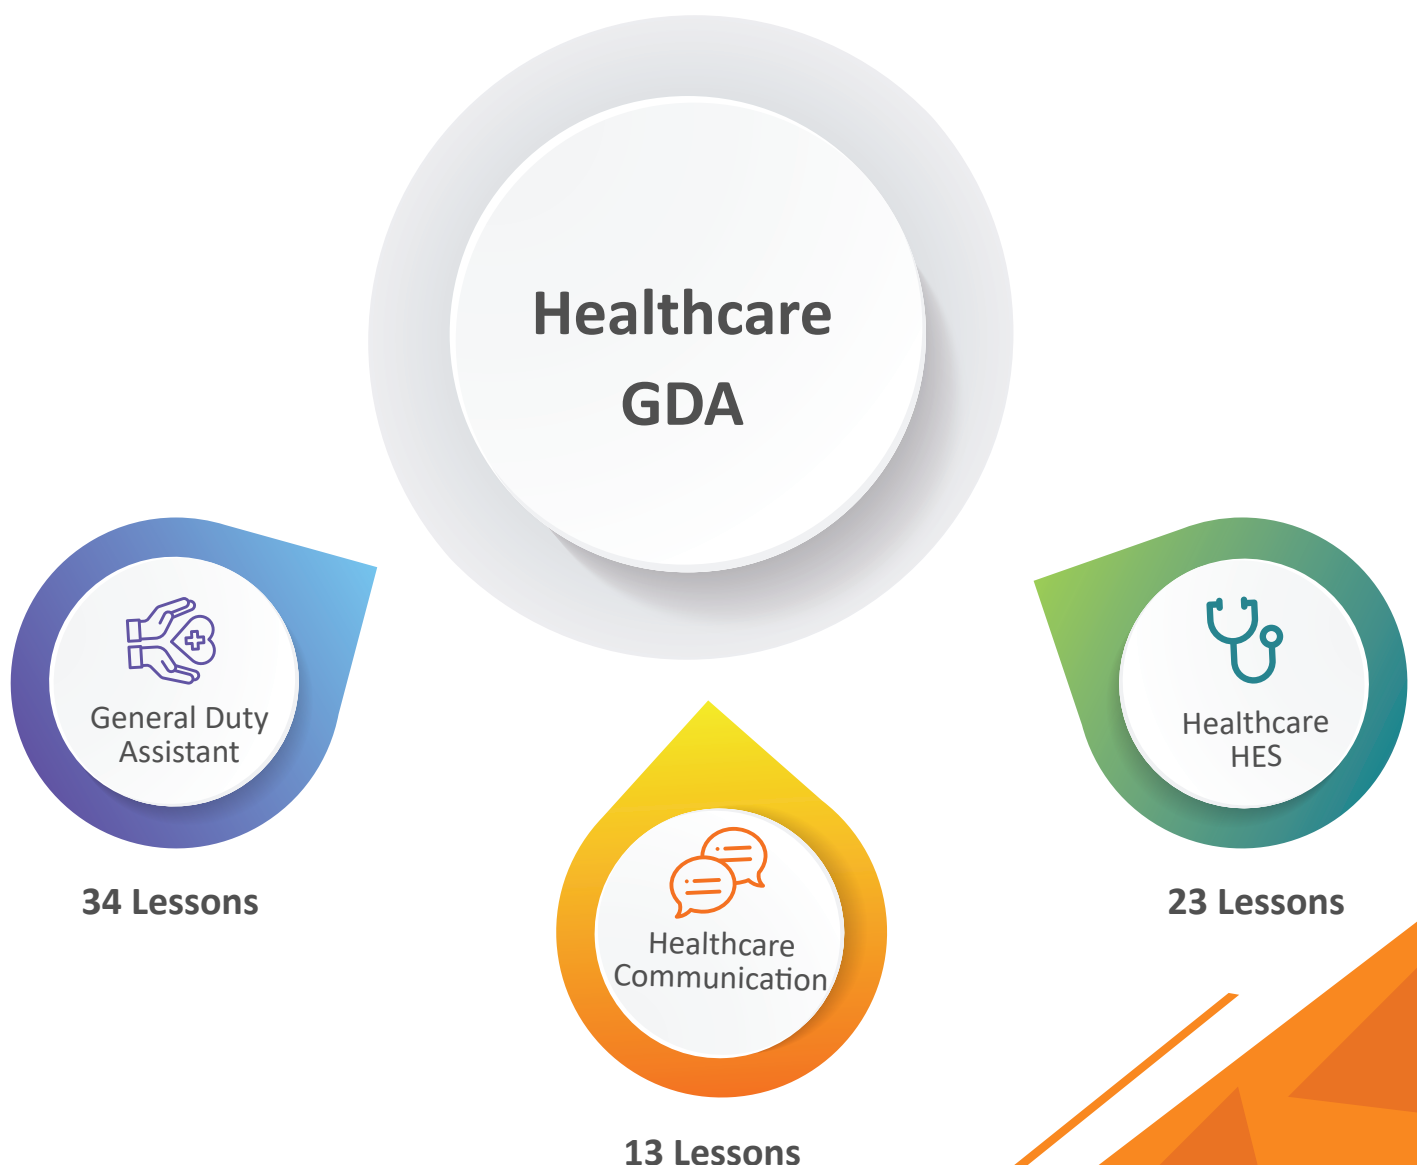 Healthcare
GDA
General Duty
Assistant
34 Lessons
Healthcare
Communication
13 Lessons
Healthcare
HES
23 Lessons